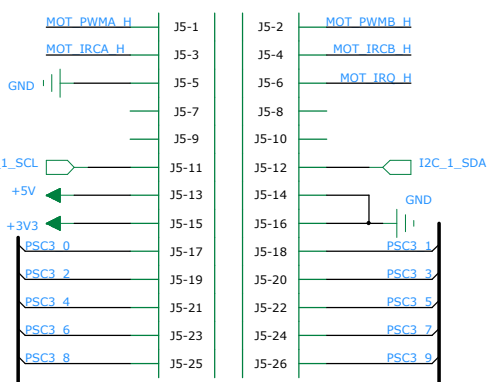 MOT_PWMA_H J5-1 J5-2 MOT_PWMB_H
MOT_IRCA_H J5-3 J5-4 MOT_IRCB_H
GND J5-5 J5-6 MOT_IRQ_H
J5-7 J5-8
J5-9 J5-10
_1_SCL J5-11 J5-12 I2C_1_SDA
+5V J5-13 J5-14 GND
+3V3 J5-15 J5-16
PSC3_0 J5-17 J5-18 PSC3_1
PSC3_2 J5-19 J5-20 PSC3_3
PSC3_4 J5-21 J5-22 PSC3_5
PSC3_6 J5-23 J5-24 PSC3_7
PSC3_8 J5-25 J5-26 PSC3_9